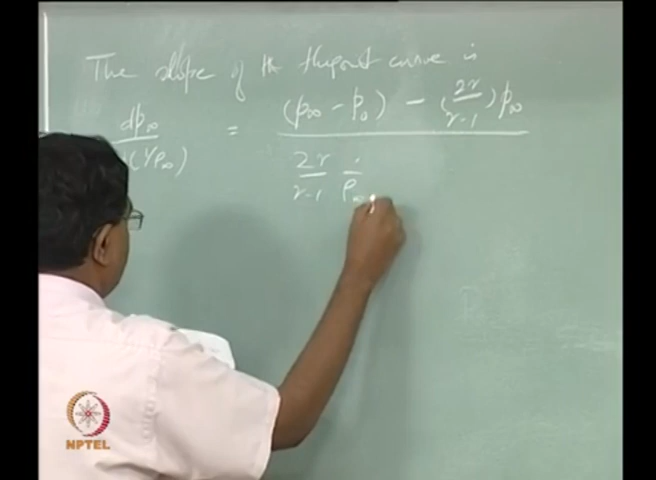 The slope of the Hugoniot curve is
dp∞ / (1/ρ∞) = (p∞ - p0) - (2γ/γ-1) p∞ / 2γ/γ-1 1/ρ∞
NPTEL